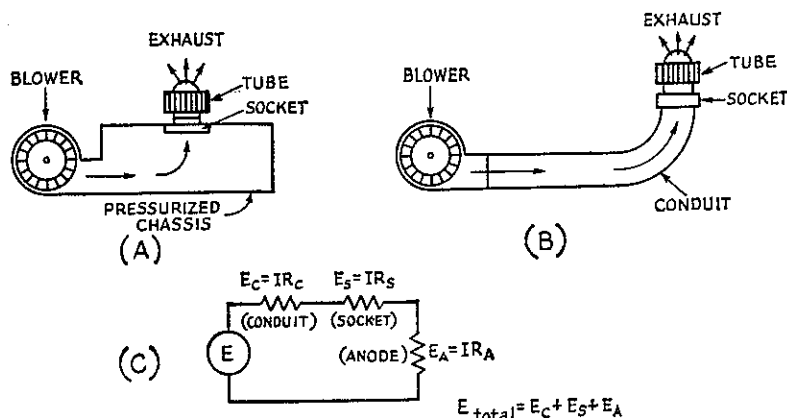 EXHAUST
BLOWER
TUBE
SOCKET
PRESSURIZED
CHASSIS
(A)
EXHAUST
BLOWER
TUBE
SOCKET
CONDUIT
(B)
E_C=IR_C
E_S=IR_S
(CONDUIT)
(SOCKET)
(C)
E
(ANODE)
E_A=IR_A
E_total=E_C+E_S+E_A